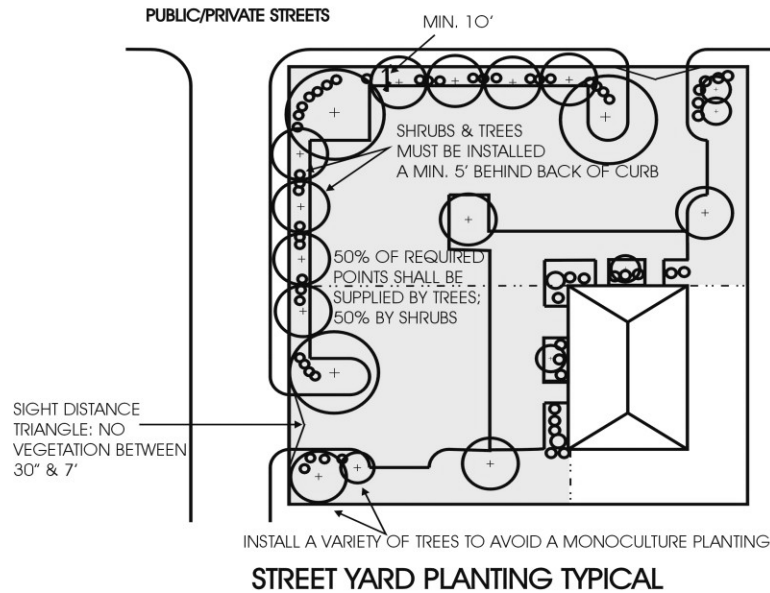 PUBLIC/PRIVATE STREETS
MIN. 10'
SHRUBS & TREES
MUST BE INSTALLED
A MIN. 5' BEHIND BACK OF CURB
50% OF REQUIRED
POINTS SHALL BE
SUPPLIED BY TREES;
50% BY SHRUBS
SIGHT DISTANCE
TRIANGLE: NO
VEGETATION BETWEEN
30" & 7'
INSTALL A VARIETY OF TREES TO AVOID A MONOCULTURE PLANTING
STREET YARD PLANTING TYPICAL